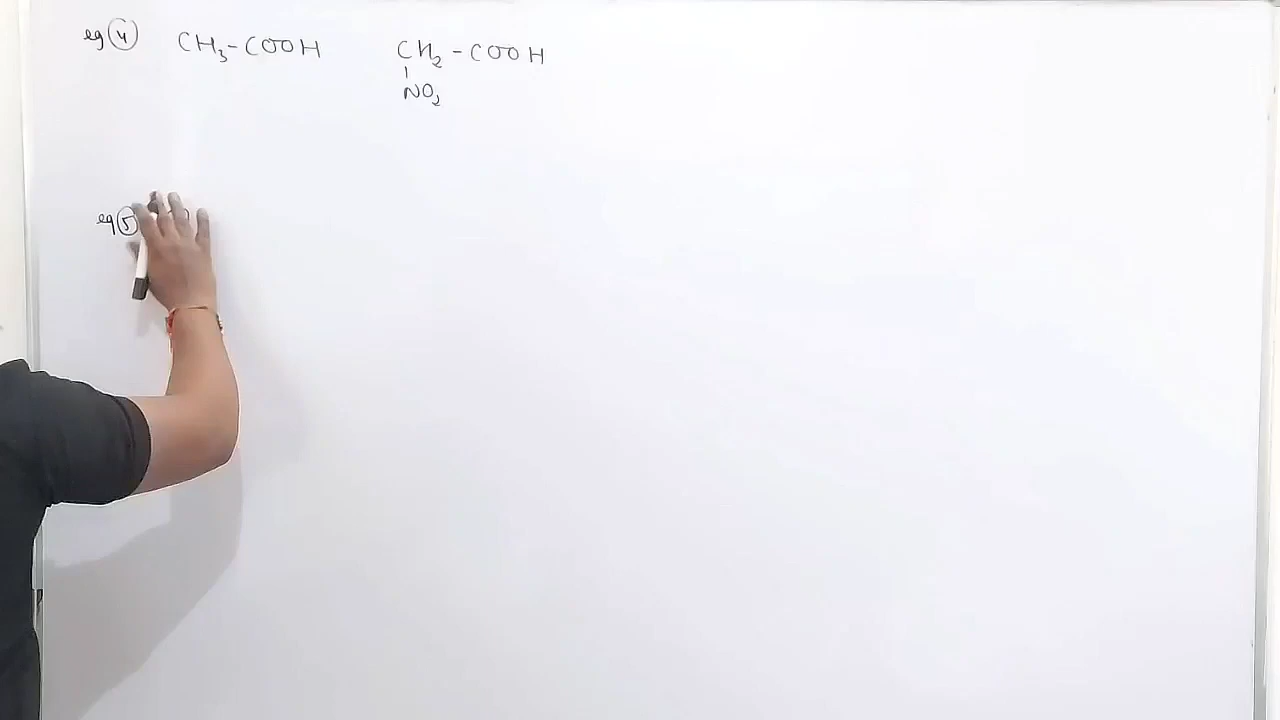 eg ④ CH₃-COOH CH₂-COOH
|
NO₂
eg ⑤